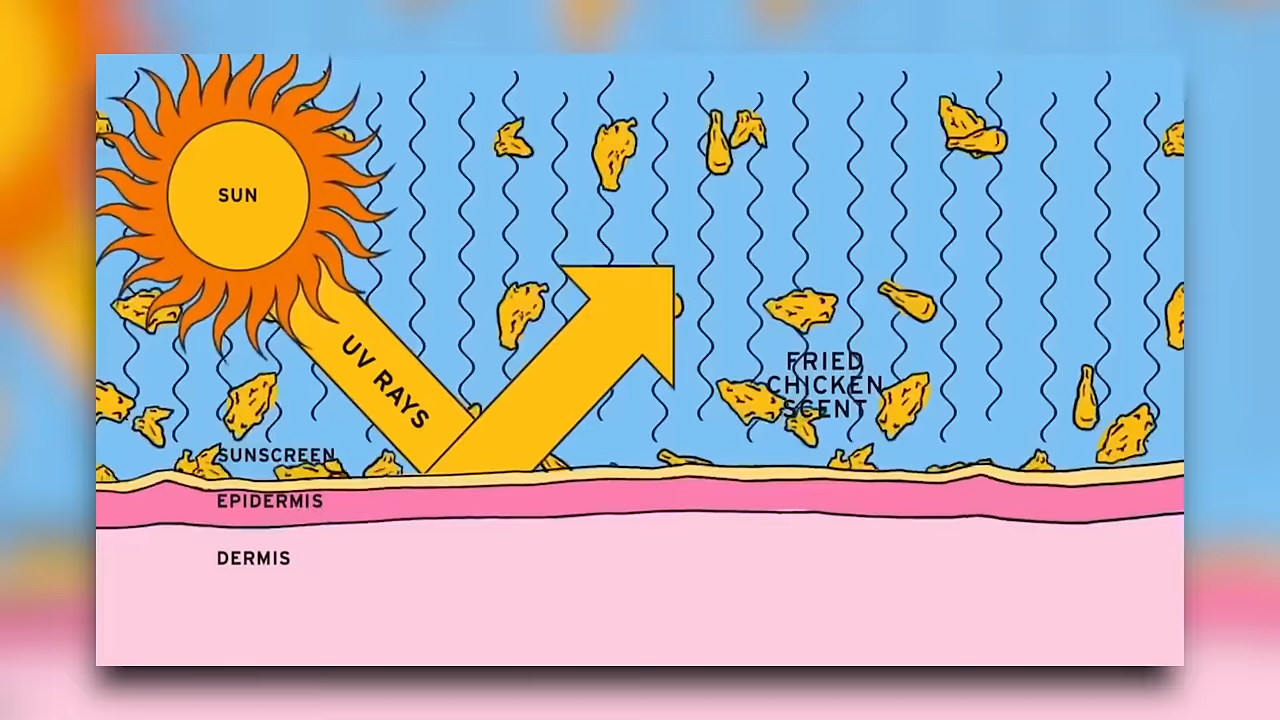 SUN
UV RAYS
FRIED
CHICKEN
SCENT
SUNSCREEN
EPIDERMIS
DERMIS